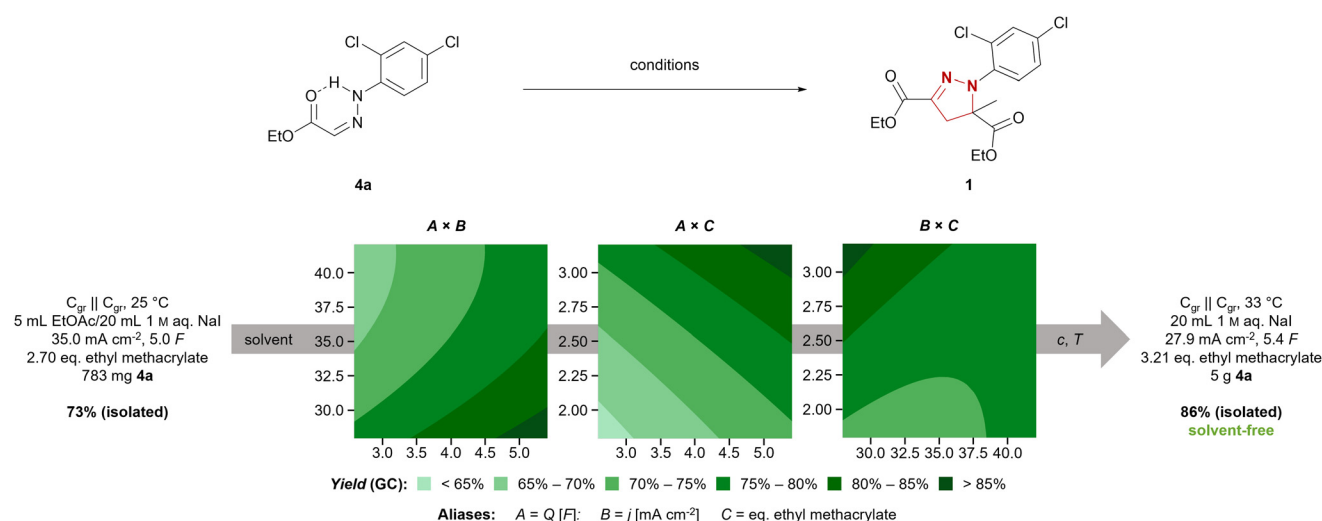 Cl
Cl
H
O
N
N
EtO
4a
conditions
Cl
Cl
N
N
O
EtO
O
EtO
1
A × B
A × C
B × C
C_gr || C_gr, 25 °C
5 mL EtOAc/20 mL 1 M aq. NaI
35.0 mA cm⁻², 5.0 F
2.70 eq. ethyl methacrylate
783 mg 4a
73% (isolated)
solvent
40.0
37.5
35.0
32.5
30.0
3.0 3.5 4.0 4.5 5.0
3.00
2.75
2.50
2.25
2.00
3.0 3.5 4.0 4.5 5.0
3.00
2.75
2.50
2.25
2.00
30.0 32.5 35.0 37.5 40.0
c, T
C_gr || C_gr, 33 °C
20 mL 1 M aq. NaI
27.9 mA cm⁻², 5.4 F
3.21 eq. ethyl methacrylate
5 g 4a
86% (isolated)
solvent-free
Yield (GC): < 65% 65% – 70% 70% – 75% 75% – 80% 80% – 85% > 85%
Aliases: A = Q [F]; B = j [mA cm⁻²] C = eq. ethyl methacrylate